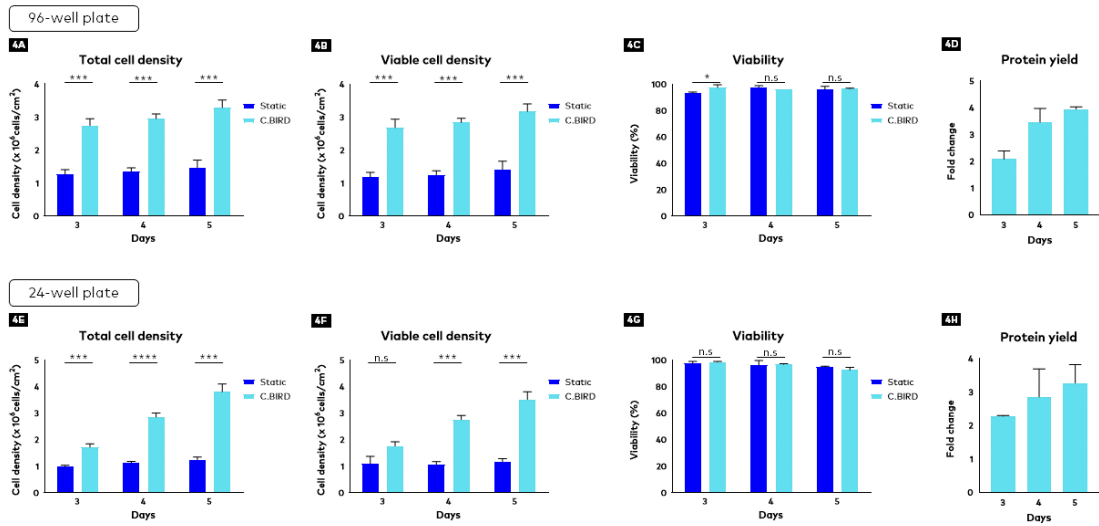 96-well plate
4A
Total cell density
Cell density (x 10⁶cells/cm²)
4
3
2
1
0
***
***
***
Static
C.BIRD
3
4
5
Days
4B
Viable cell density
Cell density (x 10⁶cells/cm²)
4
3
2
1
0
***
***
***
Static
C.BIRD
3
4
5
Days
4C
Viability
Viability (%)
100
80
60
40
20
0
*
n.s
n.s
Static
C.BIRD
3
4
5
Days
4D
Protein yield
Fold change
5
4
3
2
1
0
3
4
5
Days
24-well plate
4E
Total cell density
Cell density (x 10⁶cells/cm²)
5
4
3
2
1
0
***
****
***
Static
C.BIRD
3
4
5
Days
4F
Viable cell density
Cell density (x 10⁶cells/cm²)
5
4
3
2
1
0
n.s
***
***
Static
C.BIRD
3
4
5
Days
4G
Viability
Viability (%)
100
80
60
40
20
0
n.s
n.s
n.s
Static
C.BIRD
3
4
5
Days
4H
Protein yield
Fold change
4
3
2
1
0
3
4
5
Days